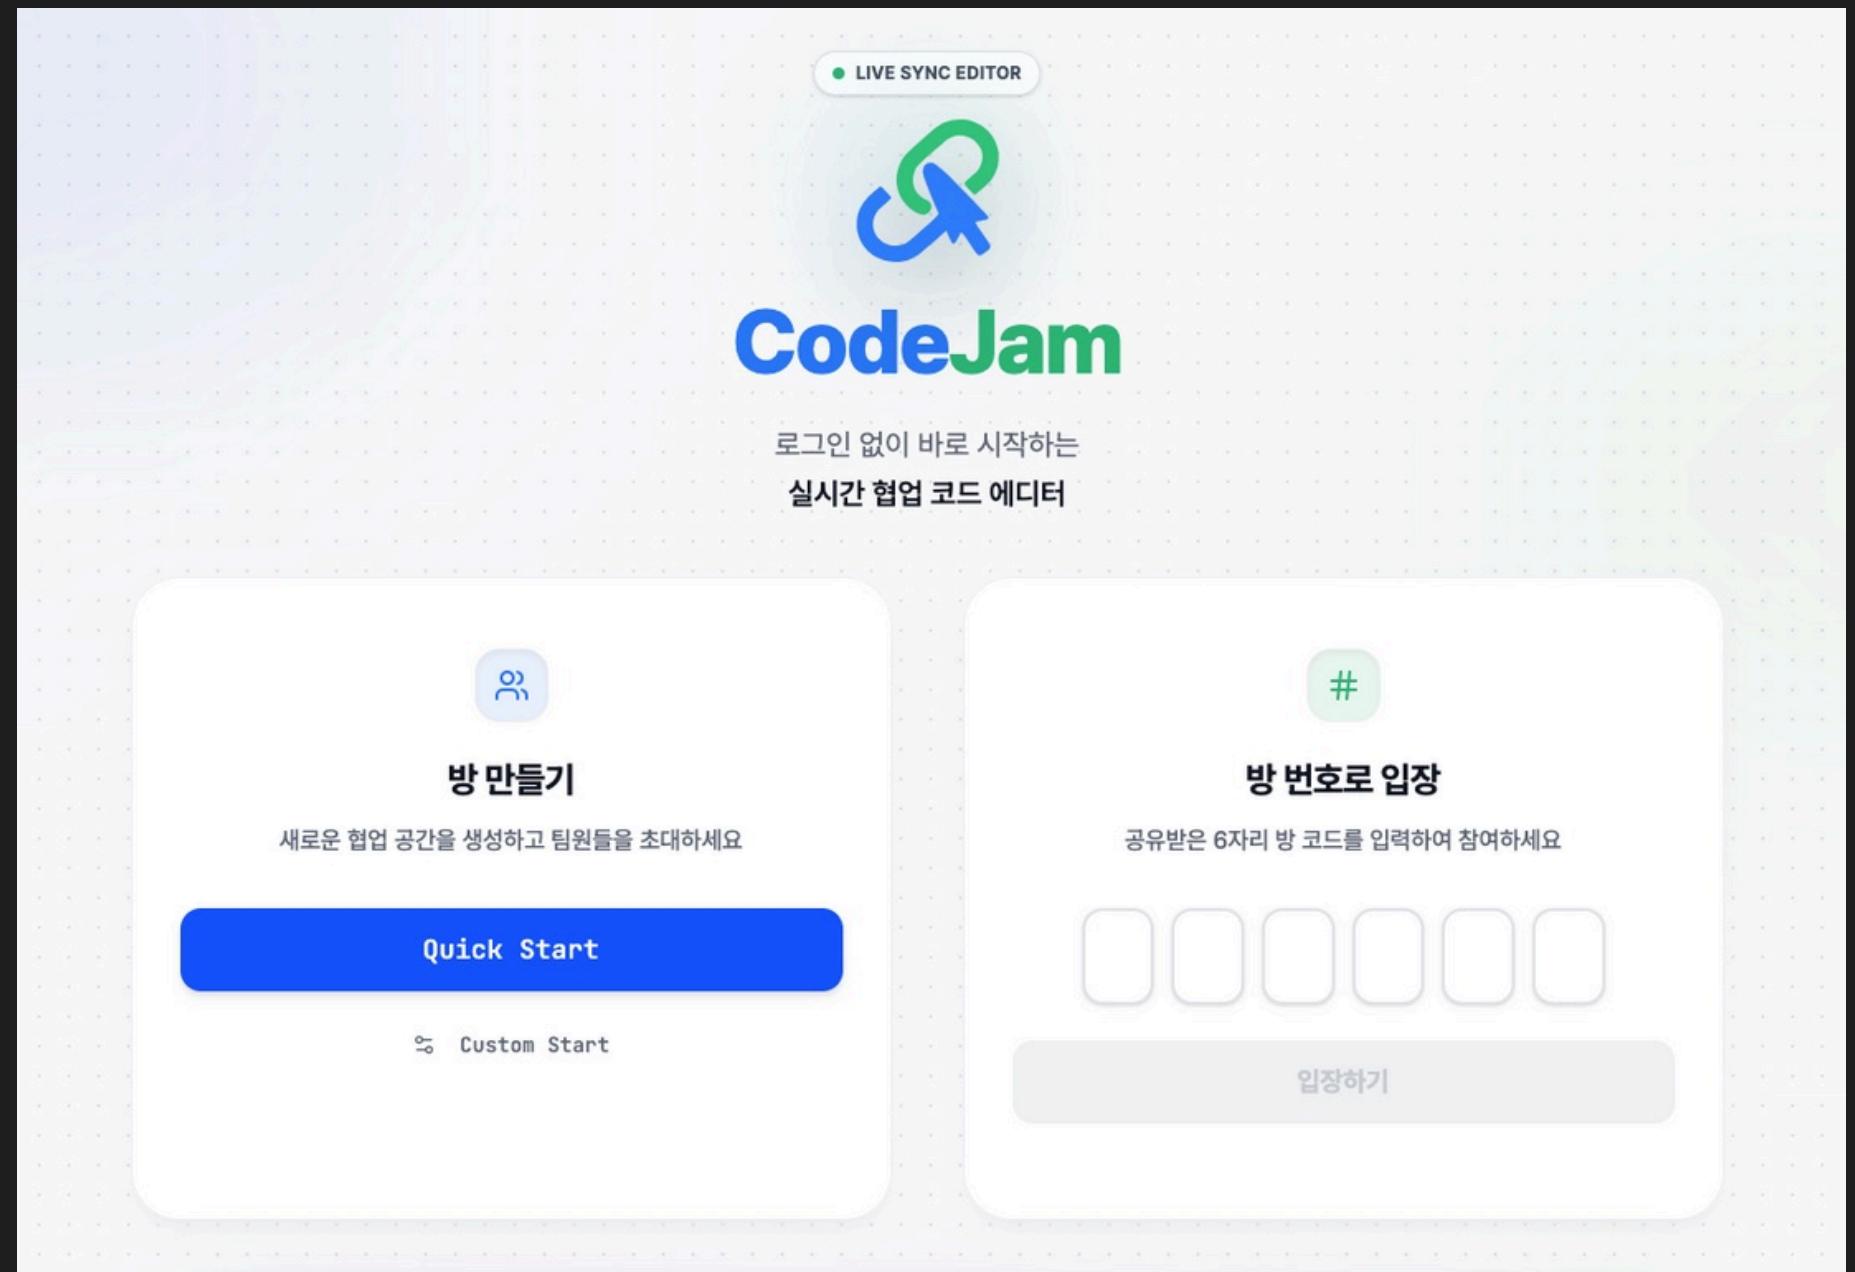 LIVE SYNC EDITOR
CodeJam
로그인 없이 바로 시작하는
실시간 협업 코드 에디터
방 만들기
새로운 협업 공간을 생성하고 팀원들을 초대하세요
Quick Start
Custom Start
방 번호로 입장
공유받은 6자리 방 코드를 입력하여 참여하세요
입장하기